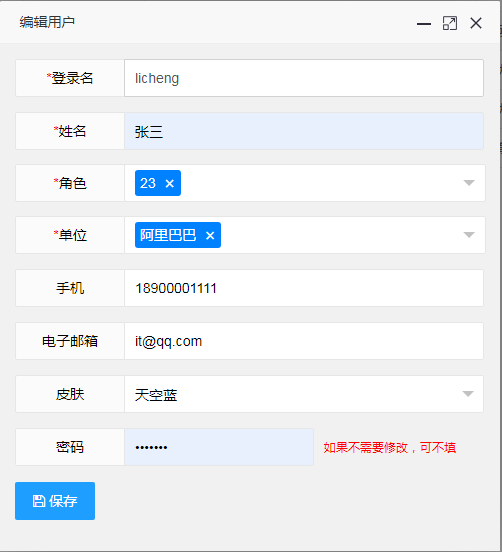 编辑用户
*登录名 licheng
*姓名 张三
*角色 23 ×
*单位 阿里巴巴 ×
手机 18900001111
电子邮箱 it@qq.com
皮肤 天空蓝
密码 ••••••• 如果不需要修改，可不填
保存